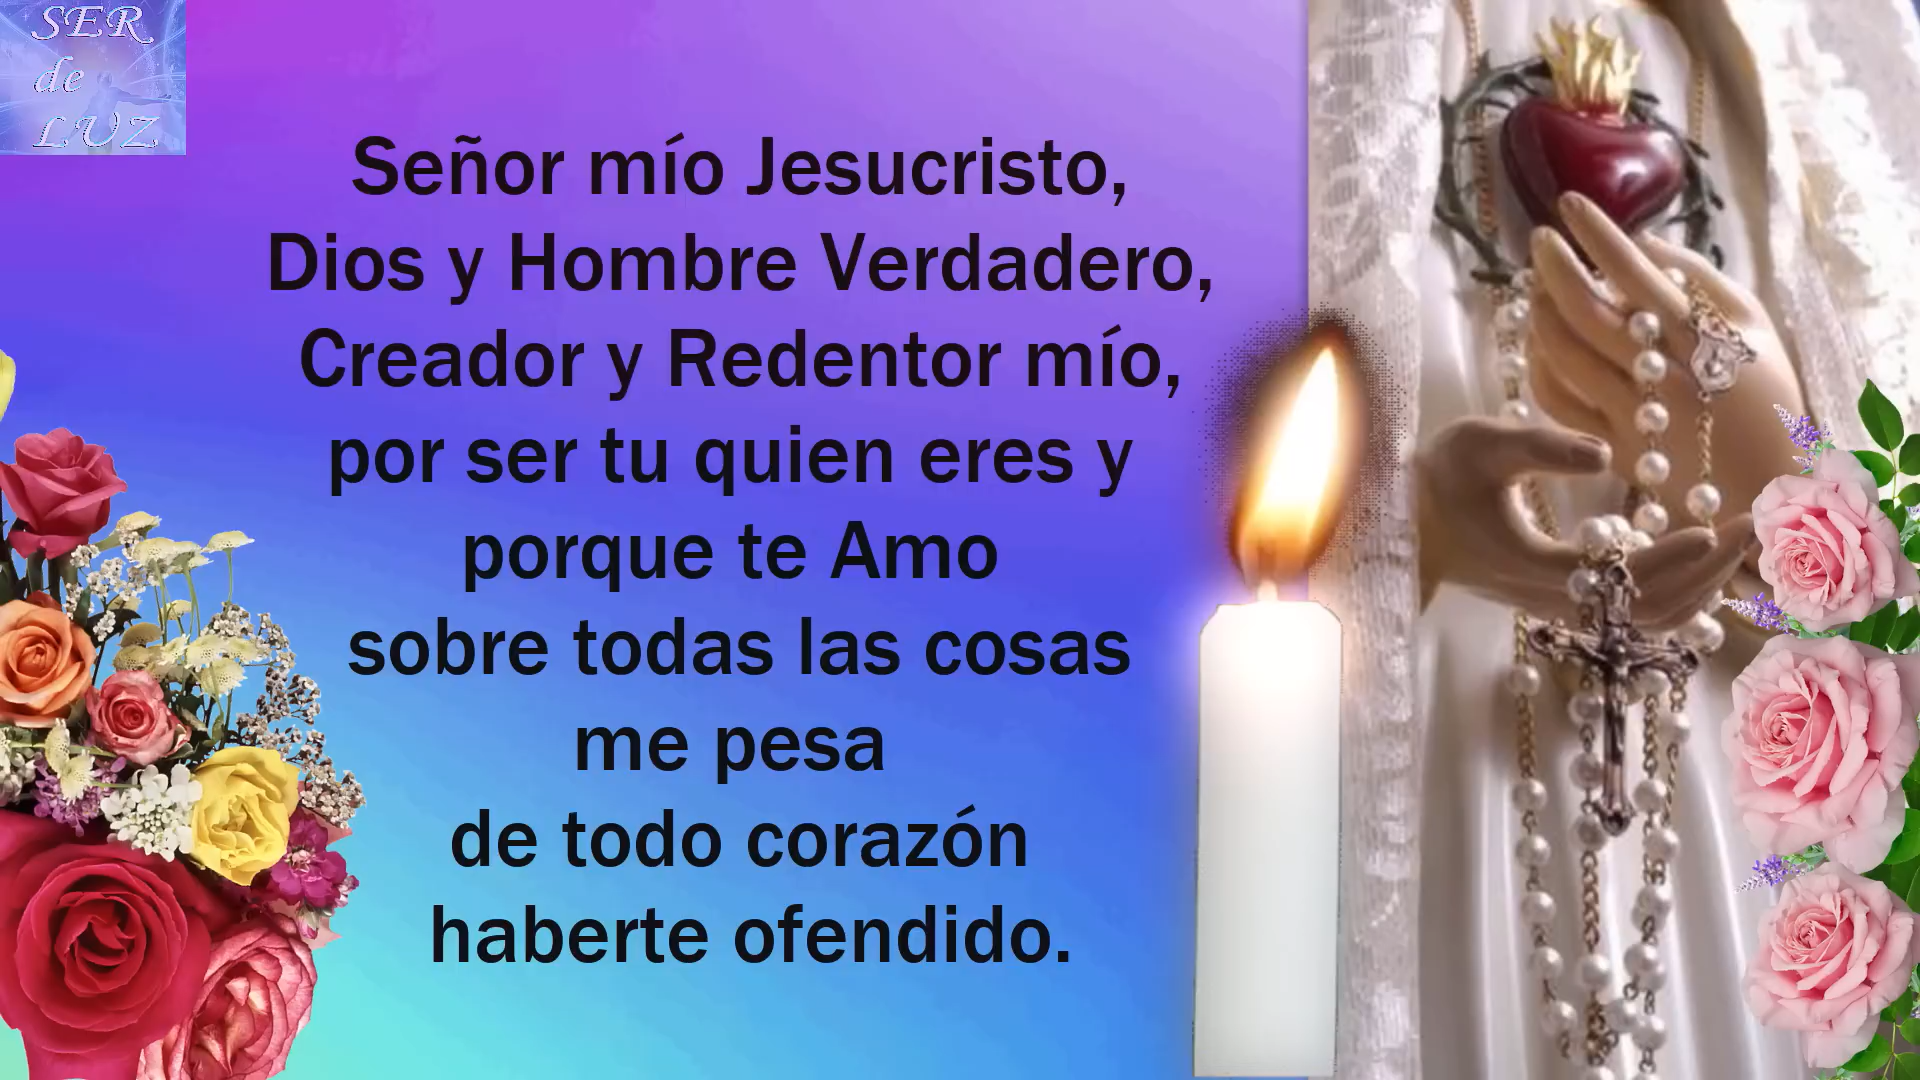 SER
de
LUZ
Señor mío Jesucristo,
Dios y Hombre Verdadero,
Creador y Redentor mío,
por ser tu quien eres y
porque te Amo
sobre todas las cosas
me pesa
de todo corazón
haberte ofendido.